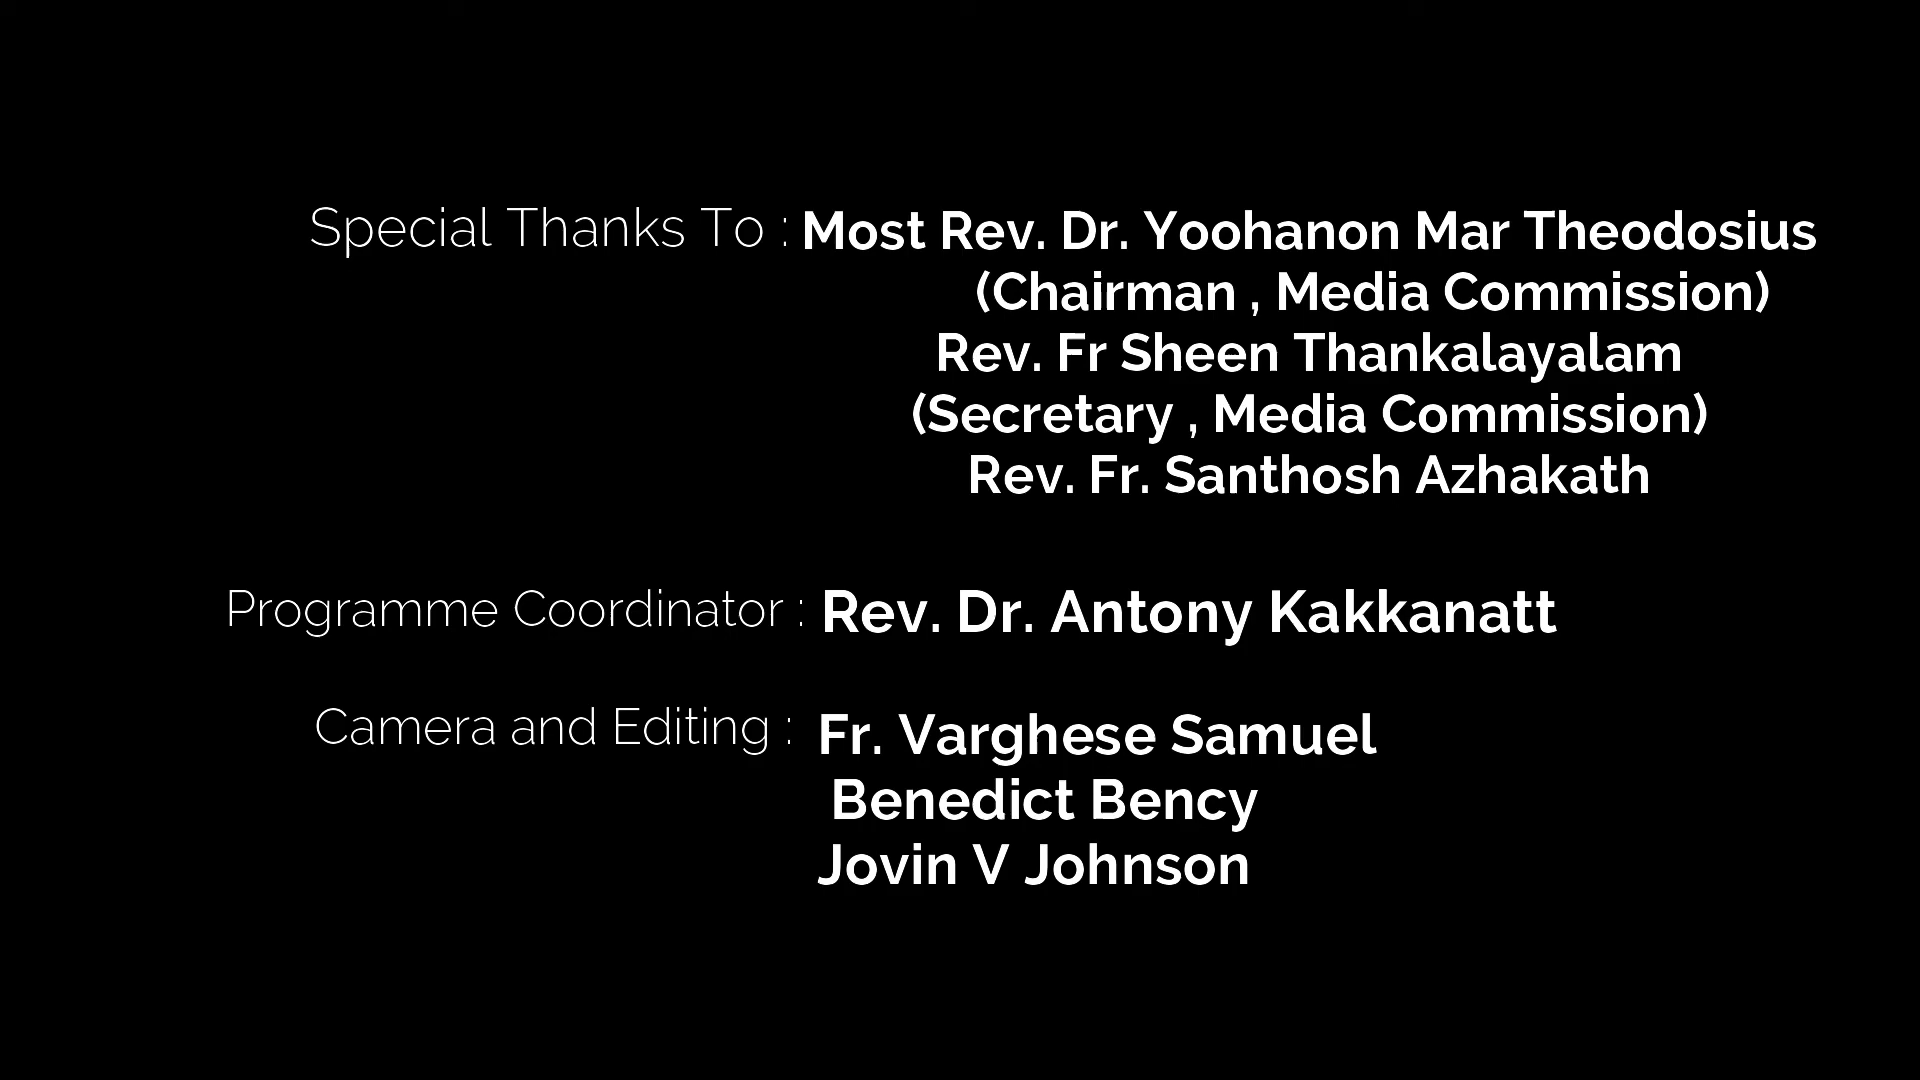 Special Thanks To : Most Rev. Dr. Yoohanon Mar Theodosius
(Chairman , Media Commission)
Rev. Fr Sheen Thankalayalam
(Secretary , Media Commission)
Rev. Fr. Santhosh Azhakath
Programme Coordinator : Rev. Dr. Antony Kakkanatt
Camera and Editing : Fr. Varghese Samuel
Benedict Bency
Jovin V Johnson